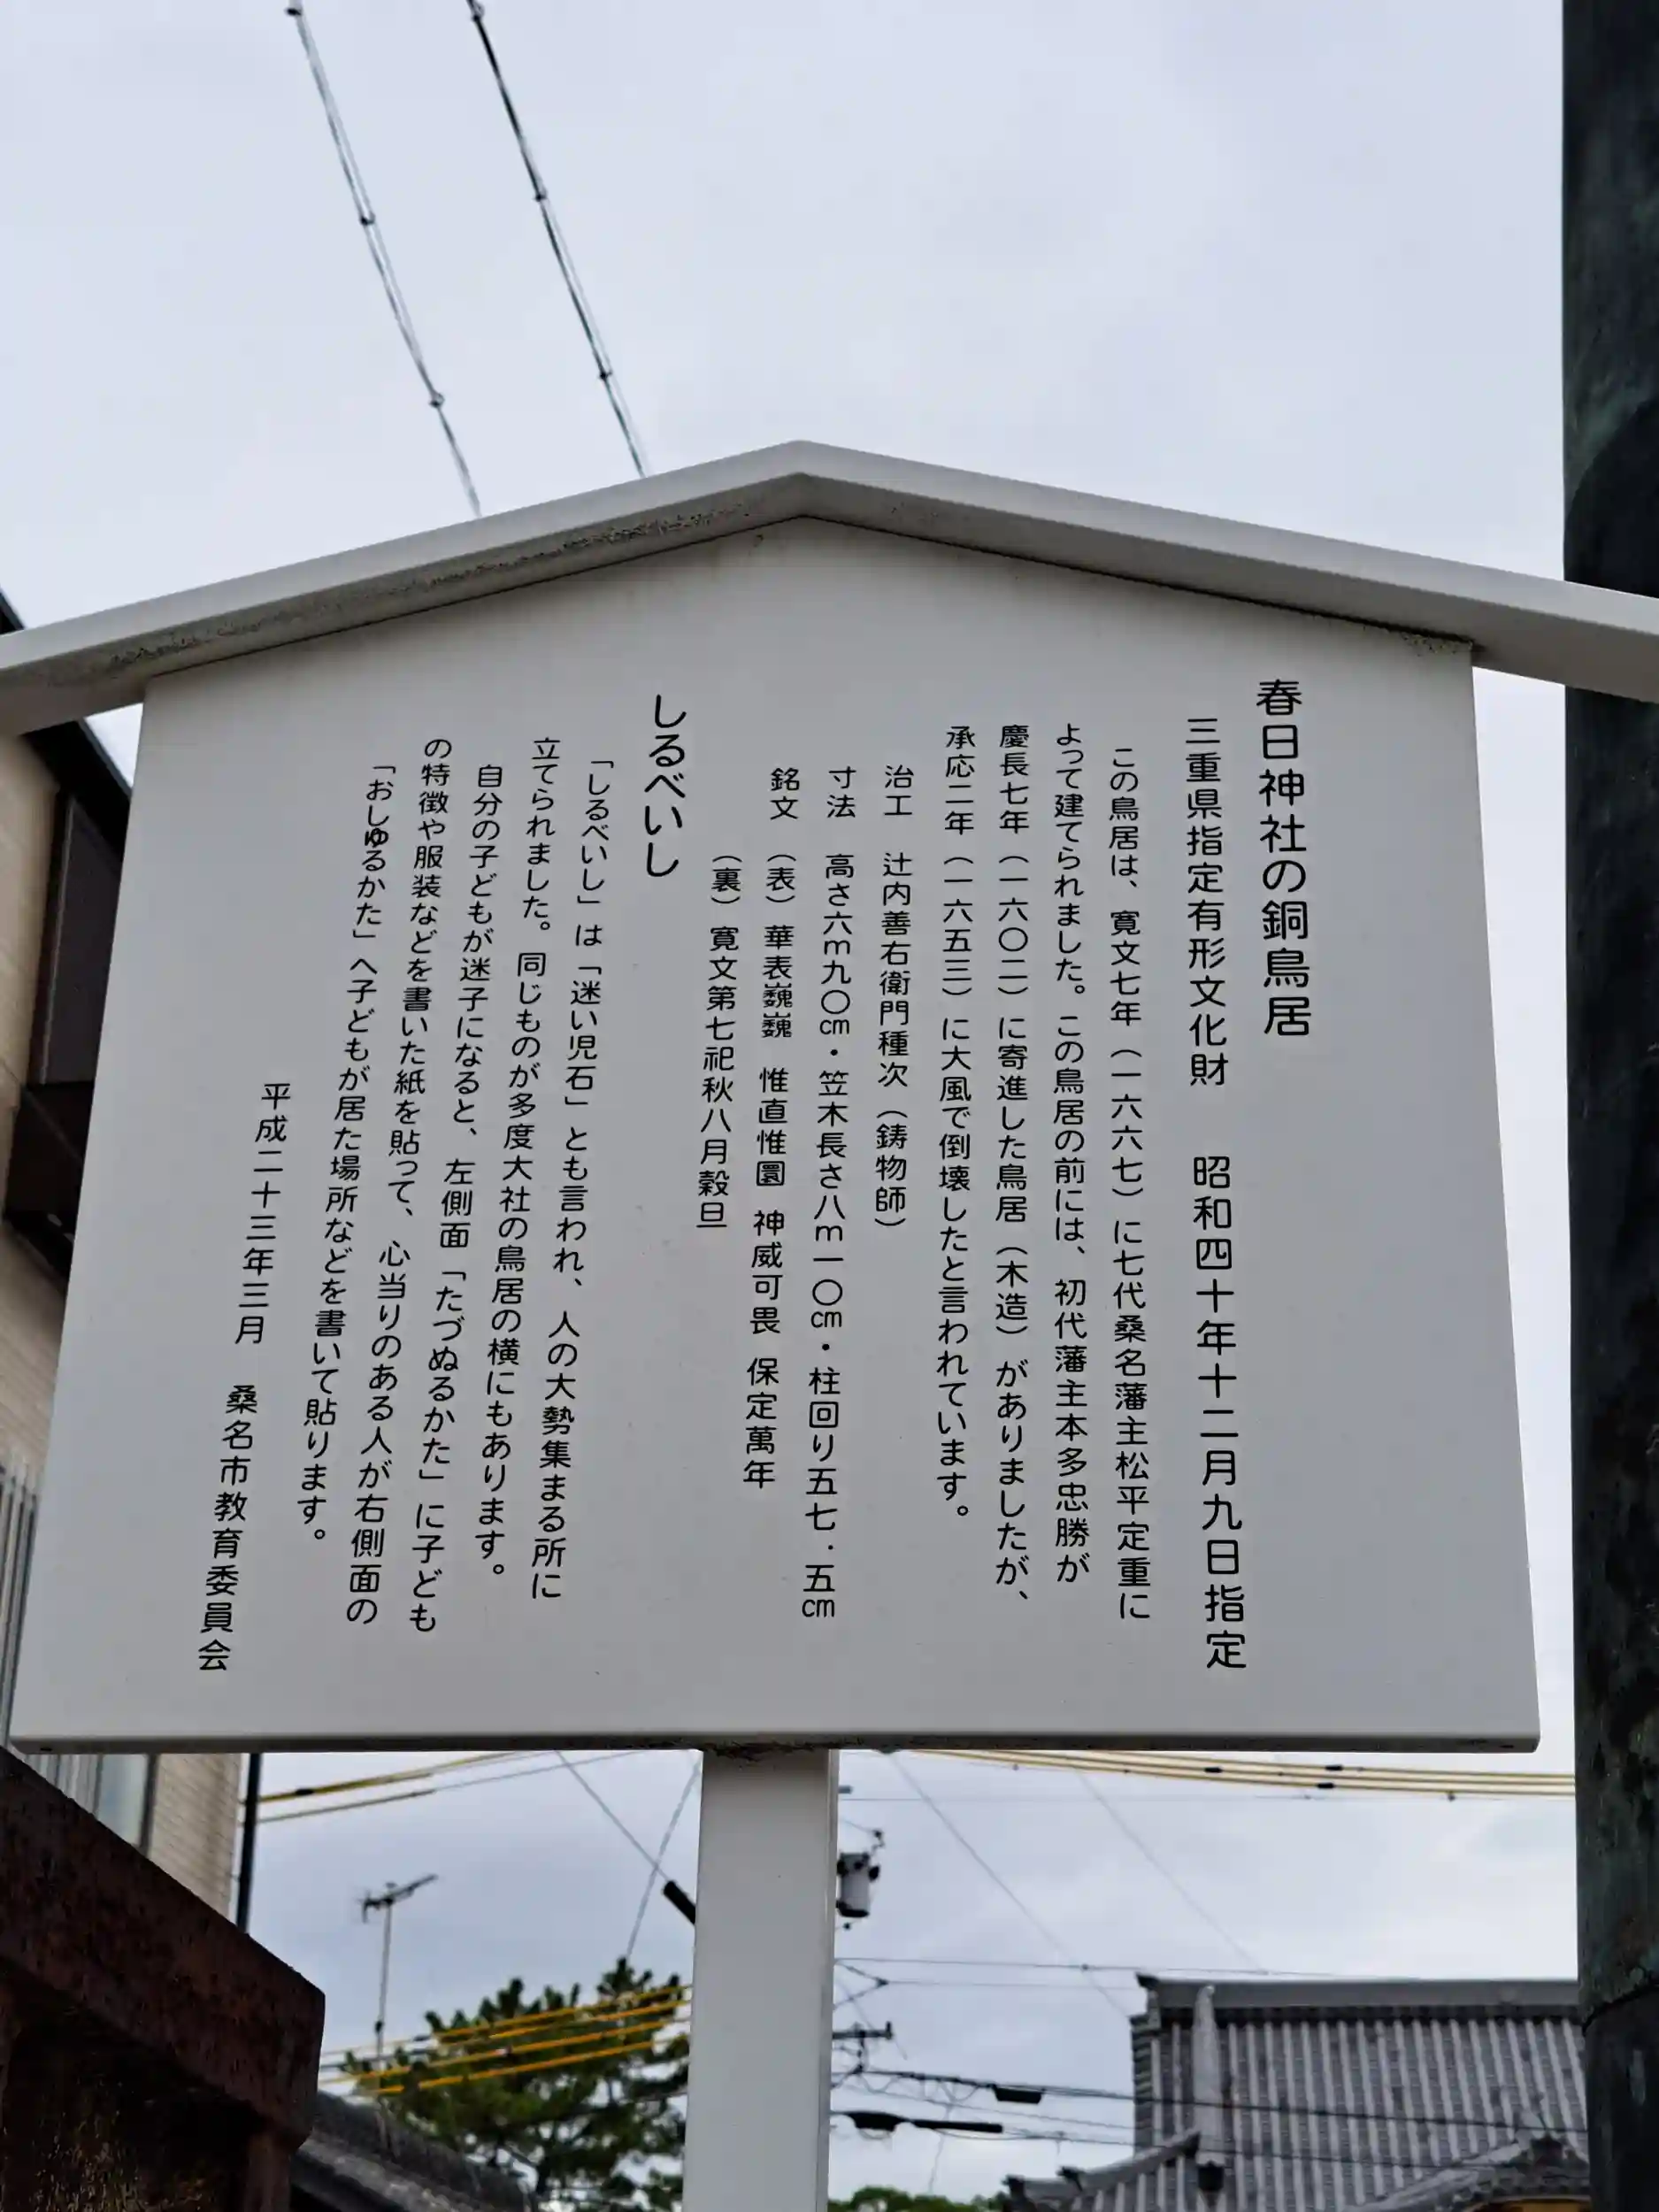 春日神社の銅鳥居
三重県指定有形文化財　昭和四十年十二月九日指定
この鳥居は、寛文七年（一六六七）に七代桑名藩主松平定重に
よって建てられました。この鳥居の前には、初代藩主本多忠勝が
慶長七年（一六〇二）に寄進した鳥居（木造）がありましたが、
承応二年（一六五三）に大風で倒壊したと言われています。
治工　辻内善右衛門種次（鋳物師）
寸法　高さ六ｍ九〇㎝・笠木長さ八ｍ一〇㎝・柱回り五七．五㎝
銘文　（表）華表巍巍　惟直惟圜　神威可畏　保定萬年
（裏）寛文第七祀秋八月穀旦
しるべいし
「しるべいし」は「迷い児石」とも言われ、人の大勢集まる所に
立てられました。同じものが多度大社の鳥居の横にもあります。
自分の子どもが迷子になると、左側面「たづぬるかた」に子ども
の特徴や服装などを書いた紙を貼って、心当りのある人が右側面の
「おしゆるかた」へ子どもが居た場所などを書いて貼ります。
平成二十三年三月　桑名市教育委員会